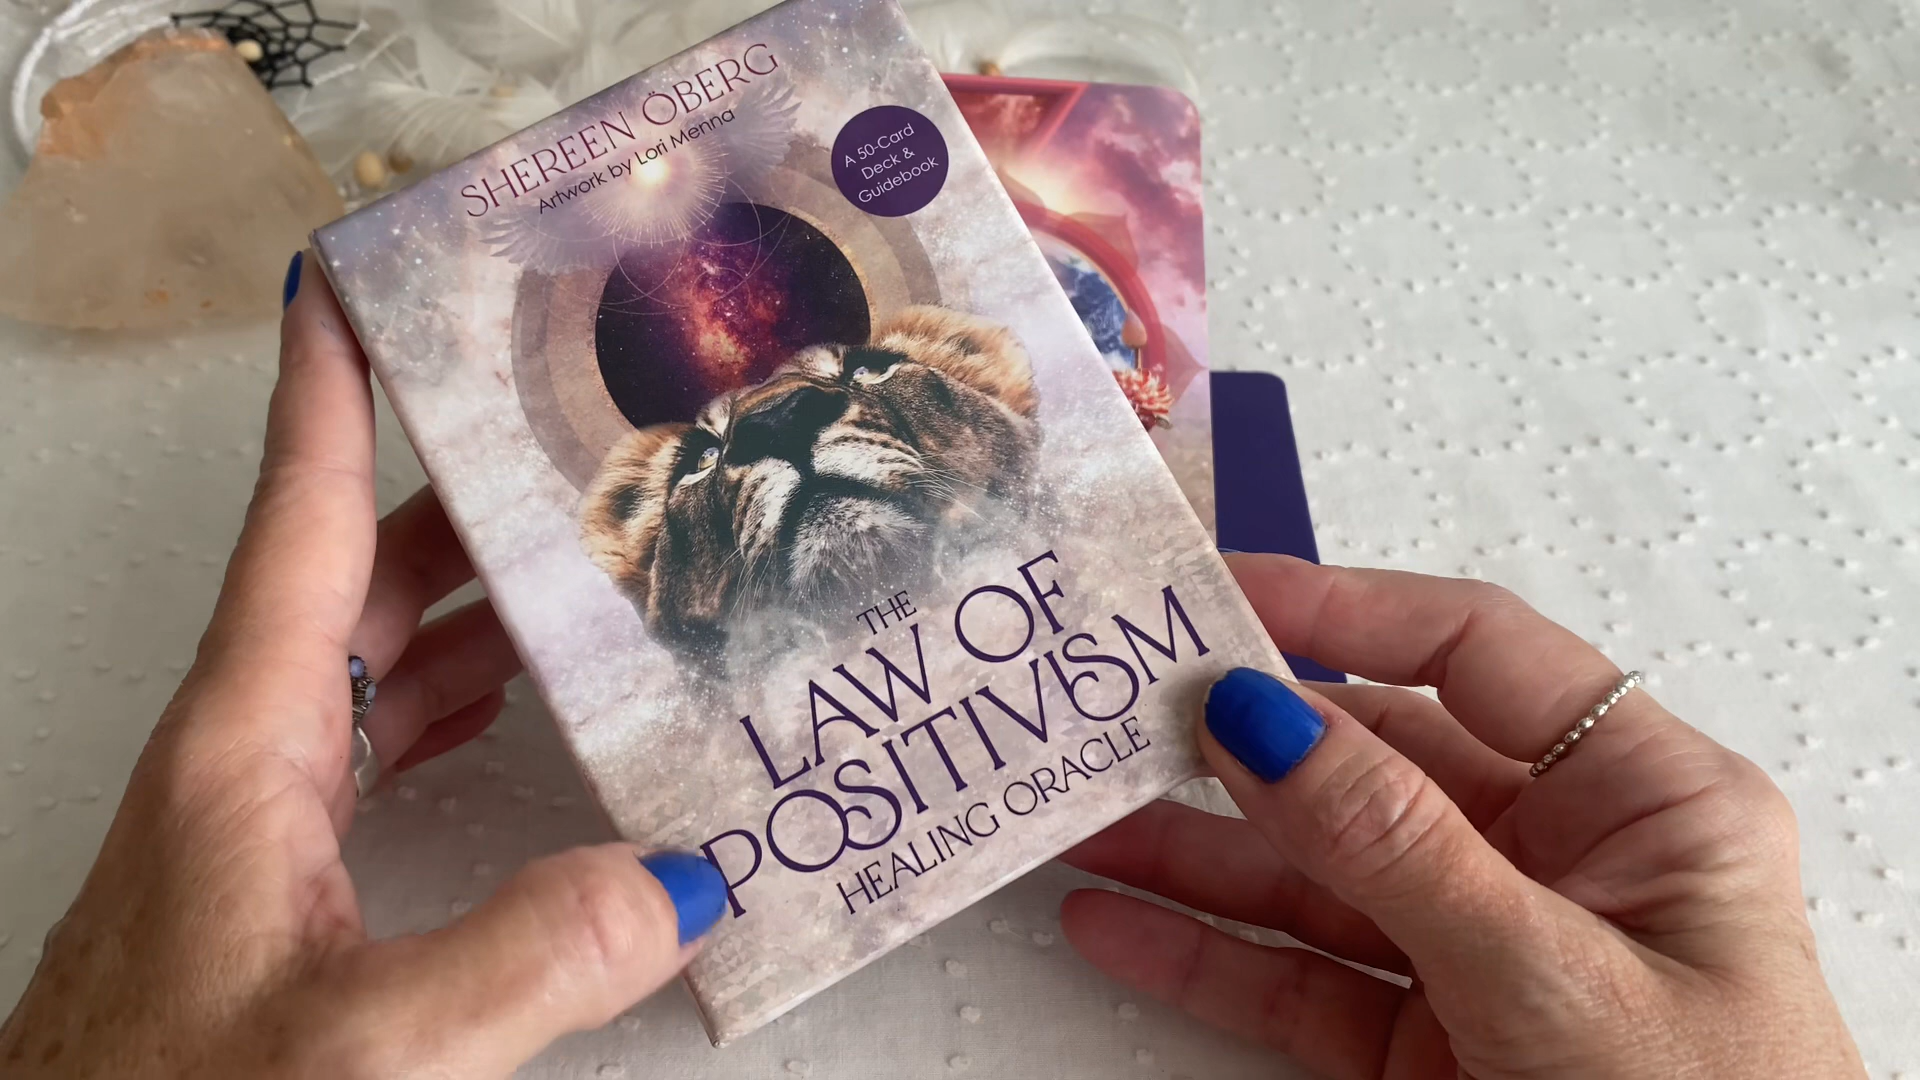 SHEREEN ÖBERG
Artwork by Lori Menna
A 50-Card
Deck &
Guidebook
THE
LAW OF
POSITIVISM
HEALING ORACLE